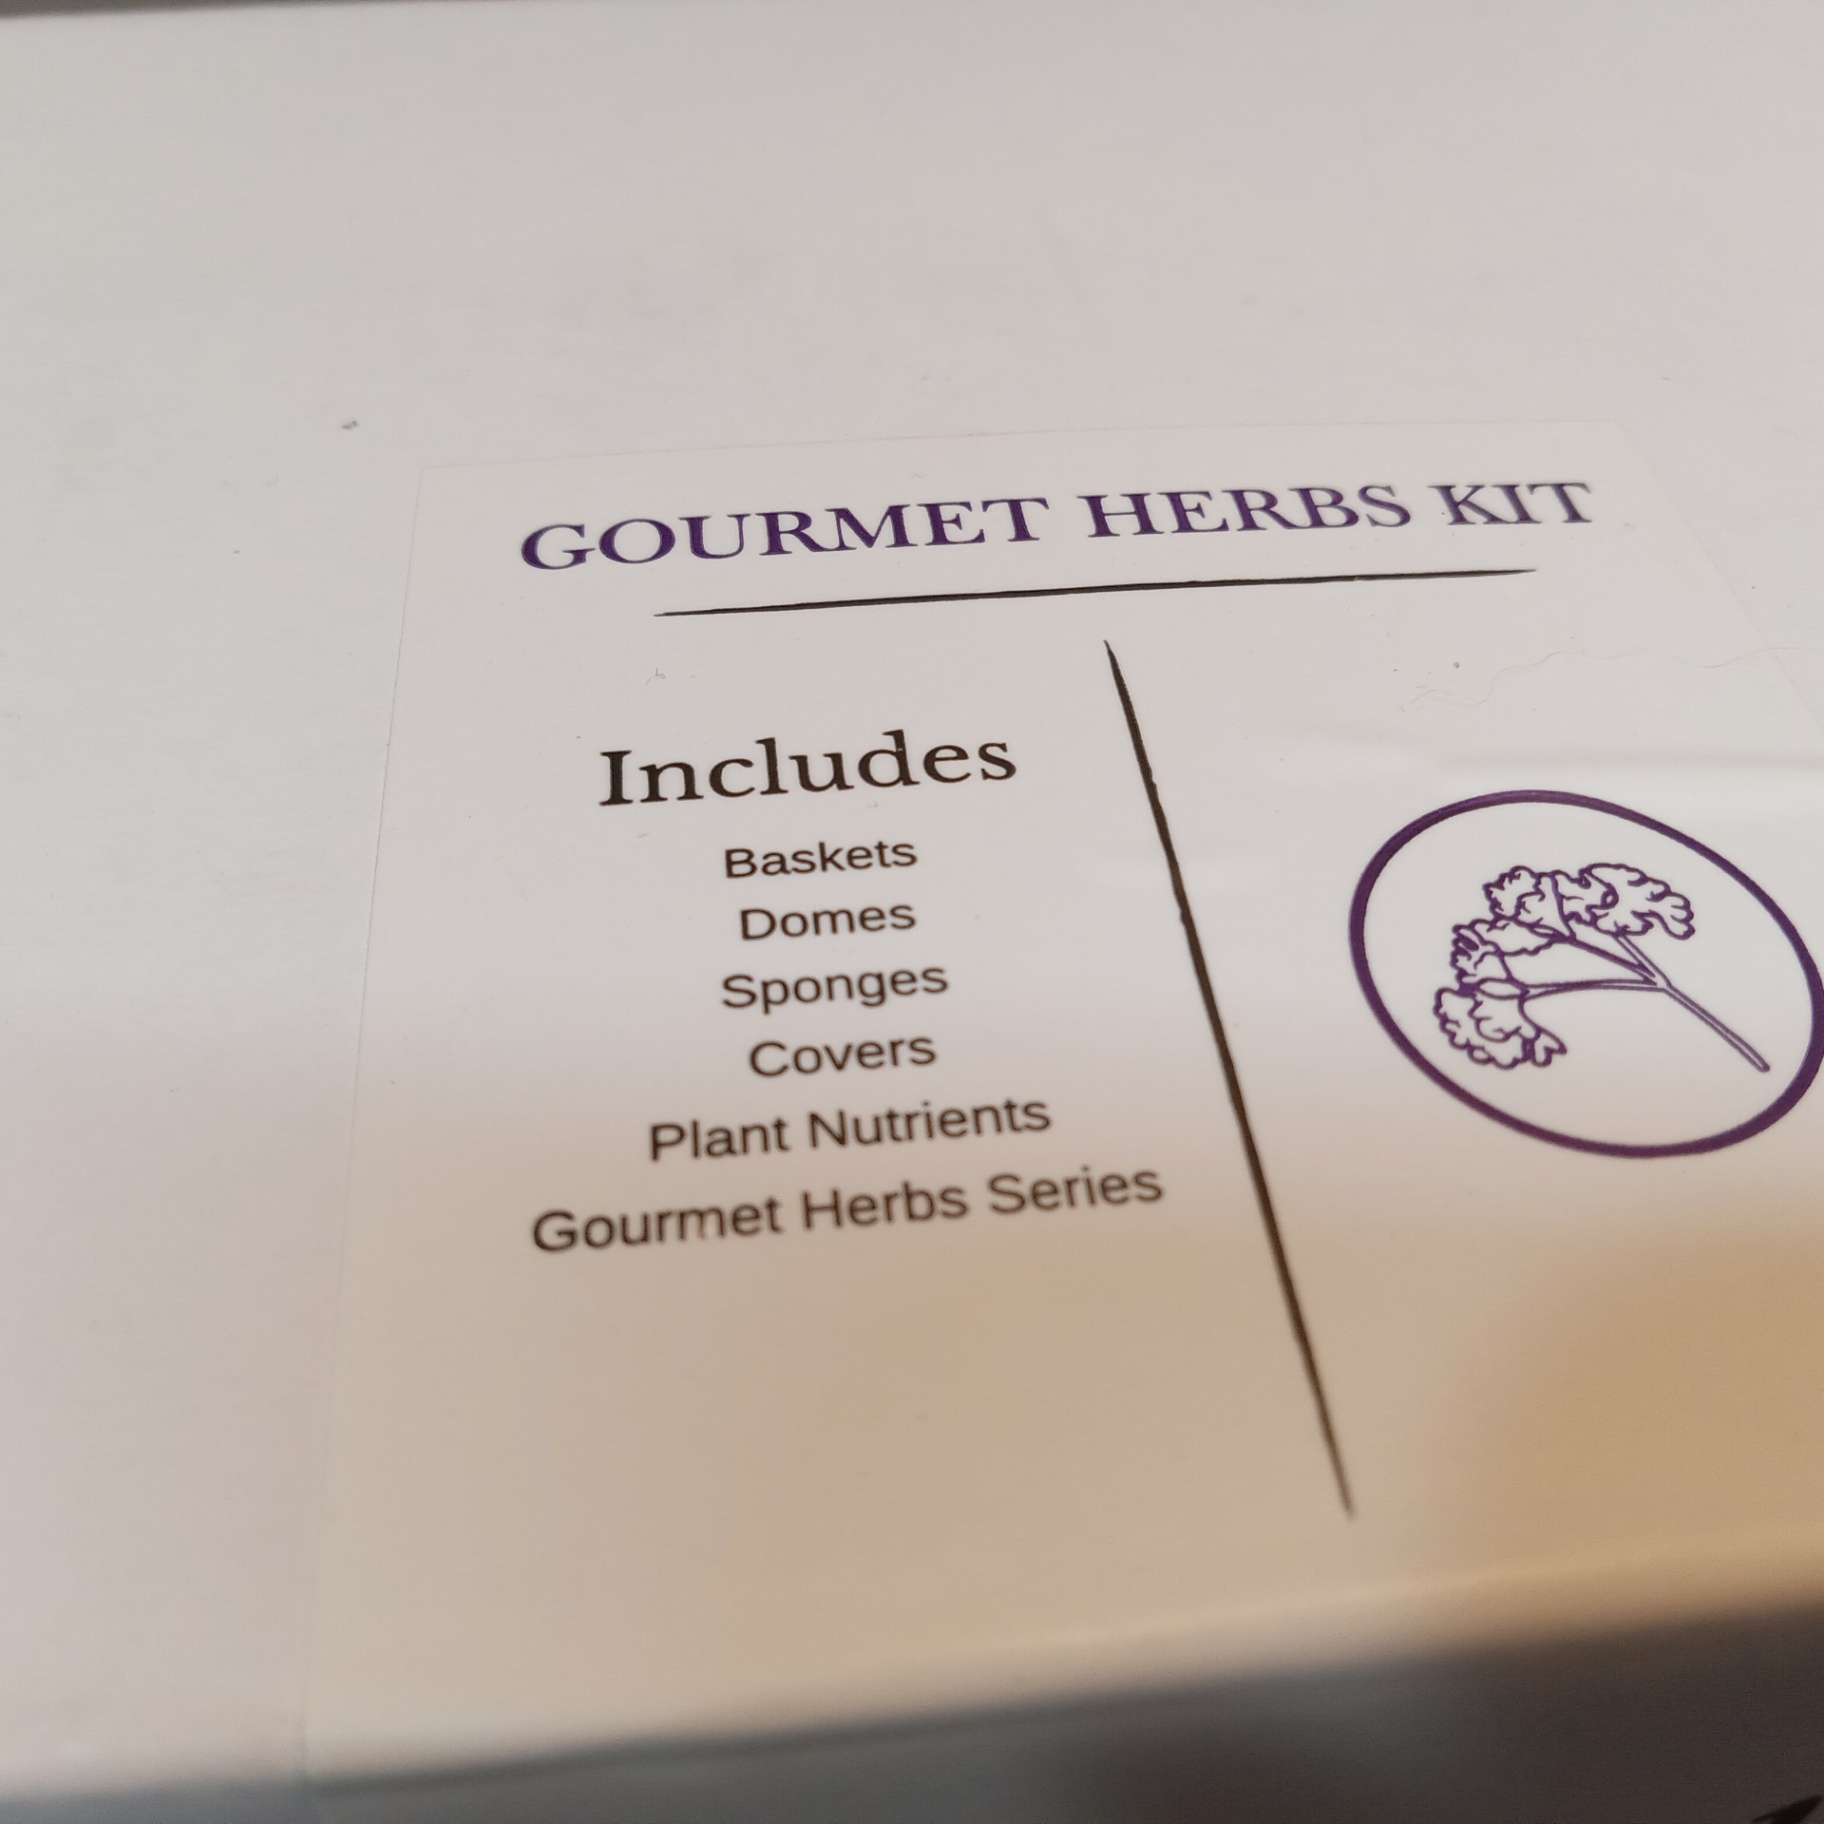 GOURMET HERBS KIT
Includes
Baskets
Domes
Sponges
Covers
Plant Nutrients
Gourmet Herbs Series